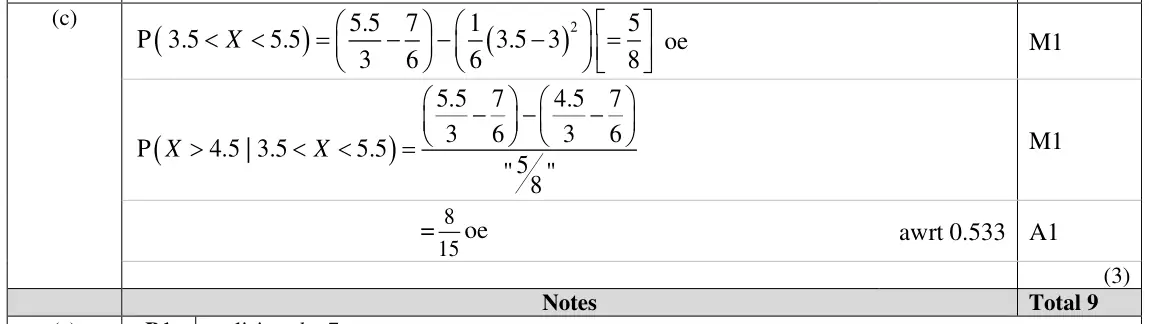 (c) P(3.5 < X < 5.5) = (5.5/3 − 7/6) − (1/6 (3.5 − 3)²) [= 5/8] oe M1
P(X > 4.5 | 3.5 < X < 5.5) = ((5.5/3 − 7/6) − (4.5/3 − 7/6)) / "5/8" M1
= 8/15 oe awrt 0.533 A1
(3)
Notes Total 9